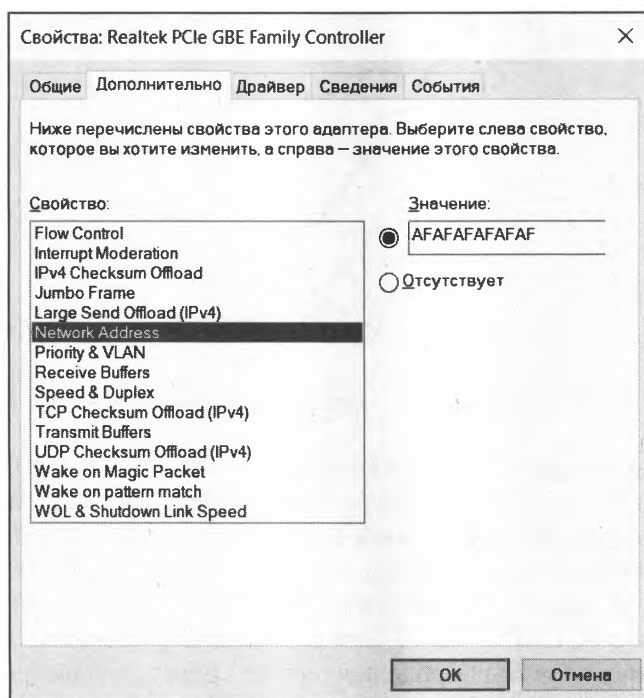 Свойства: Realtek PCIe GBE Family Controller
Общие Дополнительно Драйвер Сведения События
Ниже перечислены свойства этого адаптера. Выберите слева свойство,
которое вы хотите изменить, а справа — значение этого свойства.
Свойство:
Flow Control
Interrupt Moderation
IPv4 Checksum Offload
Jumbo Frame
Large Send Offload (IPv4)
Network Address
Priority & VLAN
Receive Buffers
Speed & Duplex
TCP Checksum Offload (IPv4)
Transmit Buffers
UDP Checksum Offload (IPv4)
Wake on Magic Packet
Wake on pattern match
WOL & Shutdown Link Speed
Значение:
AFAFAFAFAFAF
Отсутствует
OK Отмена